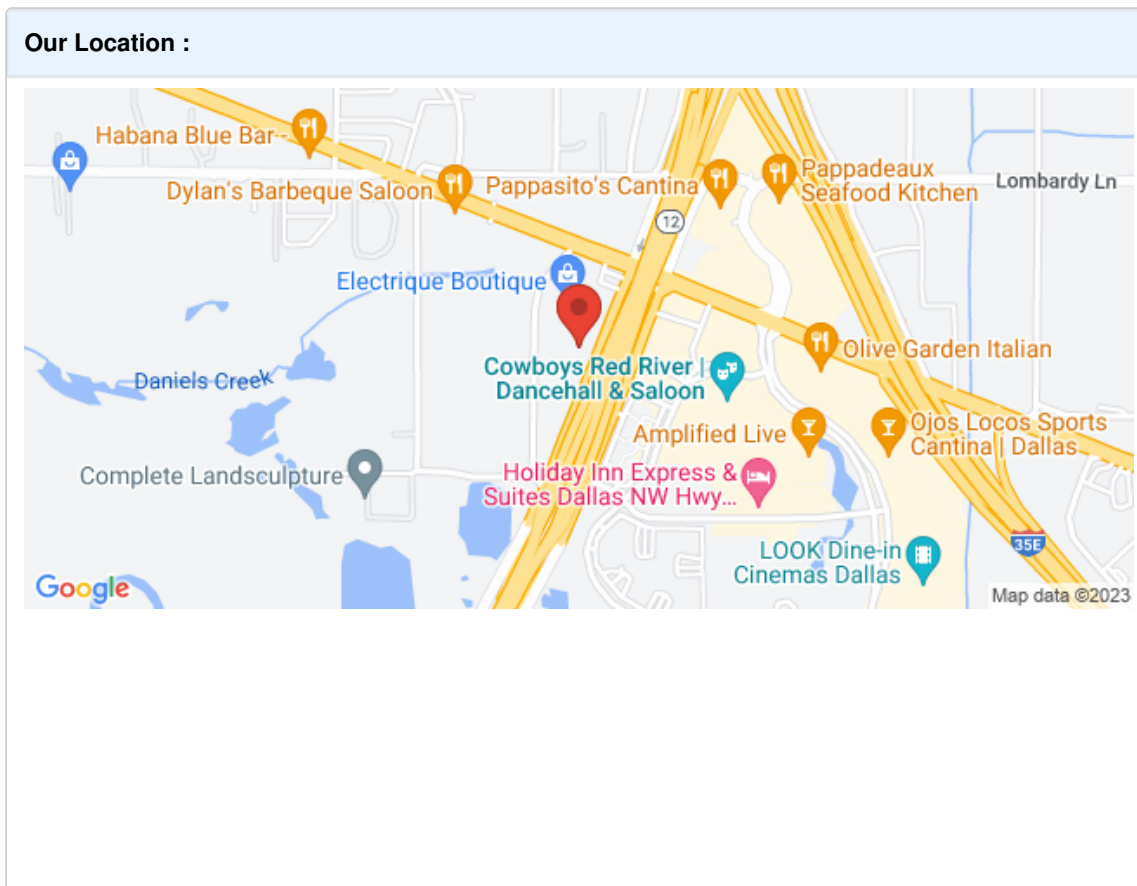 Our Location :
Habana Blue Bar
Dylan's Barbeque Saloon
Pappasito's Cantina
Pappadeaux
Seafood Kitchen
Lombardy Ln
12
Electrique Boutique
Olive Garden Italian
Cowboys Red River |
Dancehall & Saloon
Daniels Creek
Amplified Live
Ojos Locos Sports
Cantina | Dallas
Complete Landsculpture
Holiday Inn Express &
Suites Dallas NW Hwy...
35E
LOOK Dine-in
Cinemas Dallas
Google
Map data ©2023